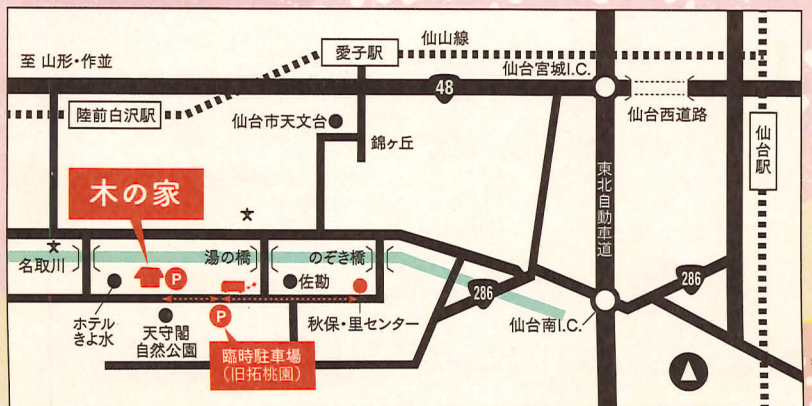 至 山形・作並
愛子駅
仙山線
仙台宮城I.C.
48
陸前白沢駅
仙台市天文台
錦ヶ丘
仙台西道路
仙台駅
東北自動車道
木の家
名取川
湯の橋
のぞき橋
P
佐勘
286
286
ホテル
きよ水
天守閣
自然公園
P
秋保・里センター
仙台南I.C.
臨時駐車場
(旧拓桃園)